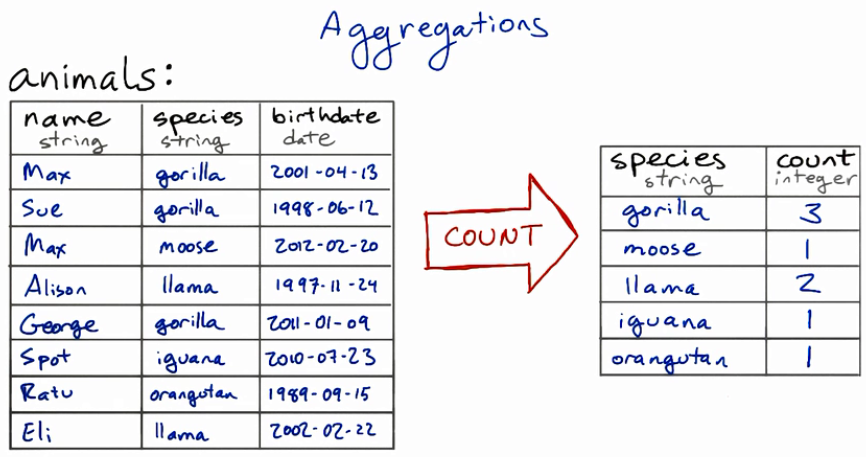 Aggregations
animals:
name species birthdate
string string date
Max gorilla 2001-04-13
Sue gorilla 1998-06-12
Max moose 2012-02-20
Alison llama 1997-11-24
George gorilla 2011-01-09
Spot iguana 2010-07-23
Ratu orangutan 1989-09-15
Eli llama 2002-02-22
COUNT
species count
string integer
gorilla 3
moose 1
llama 2
iguana 1
orangutan 1